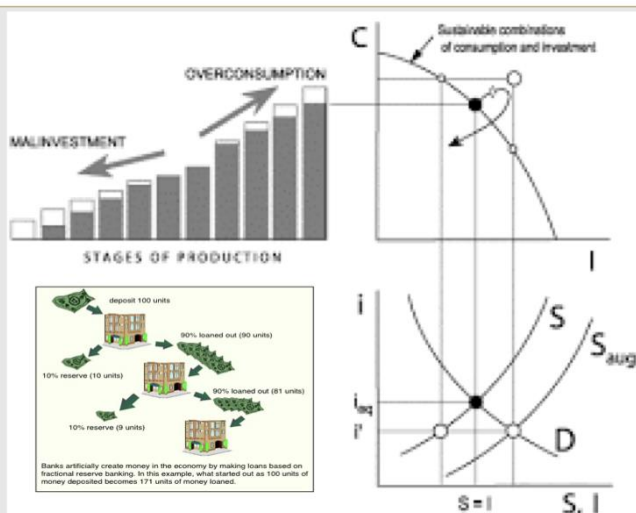 C
Sustainable combinations
of consumption and investment
OVERCONSUMPTION
MALINVESTMENT
STAGES OF PRODUCTION
I
deposit 100 units
90% loaned out (90 units)
10% reserve (10 units)
90% loaned out (81 units)
10% reserve (9 units)
Banks artificially create money in the economy by making loans based on
fractional reserve banking. In this example, what started out as 100 units of
money deposited becomes 171 units of money loaned.
i
S
Saug
ieq
i'
D
S = I
S, I